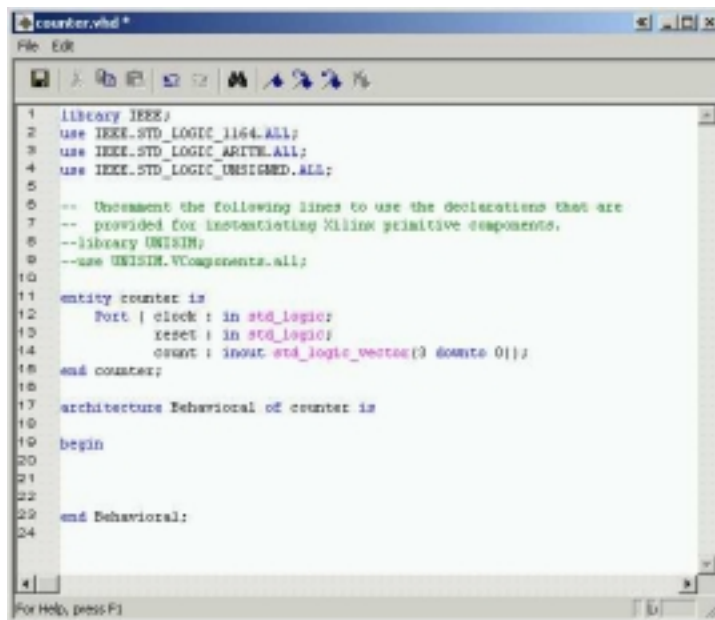 counter.vhd *
File Edit
1 library IEEE;
2 use IEEE.STD_LOGIC_1164.ALL;
3 use IEEE.STD_LOGIC_ARITH.ALL;
4 use IEEE.STD_LOGIC_UNSIGNED.ALL;
5
6 -- Uncomment the following lines to use the declarations that are
7 -- provided for instantiating Xilinx primitive components.
8 --library UNISIM;
9 --use UNISIM.VComponents.all;
10
11 entity counter is
12 Port ( clock : in std_logic;
13 reset : in std_logic;
14 count : inout std_logic_vector(3 downto 0));
15 end counter;
16
17 architecture Behavioral of counter is
18
19 begin
20
21
22
23 end Behavioral;
24
For Help, press F1